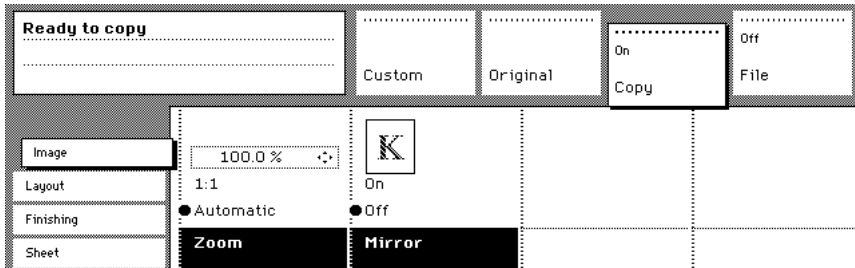 Ready to copy
Custom
Original
On
Copy
Off
File
Image
Layout
Finishing
Sheet
100.0 %
1:1
Automatic
Zoom
K
On
Off
Mirror